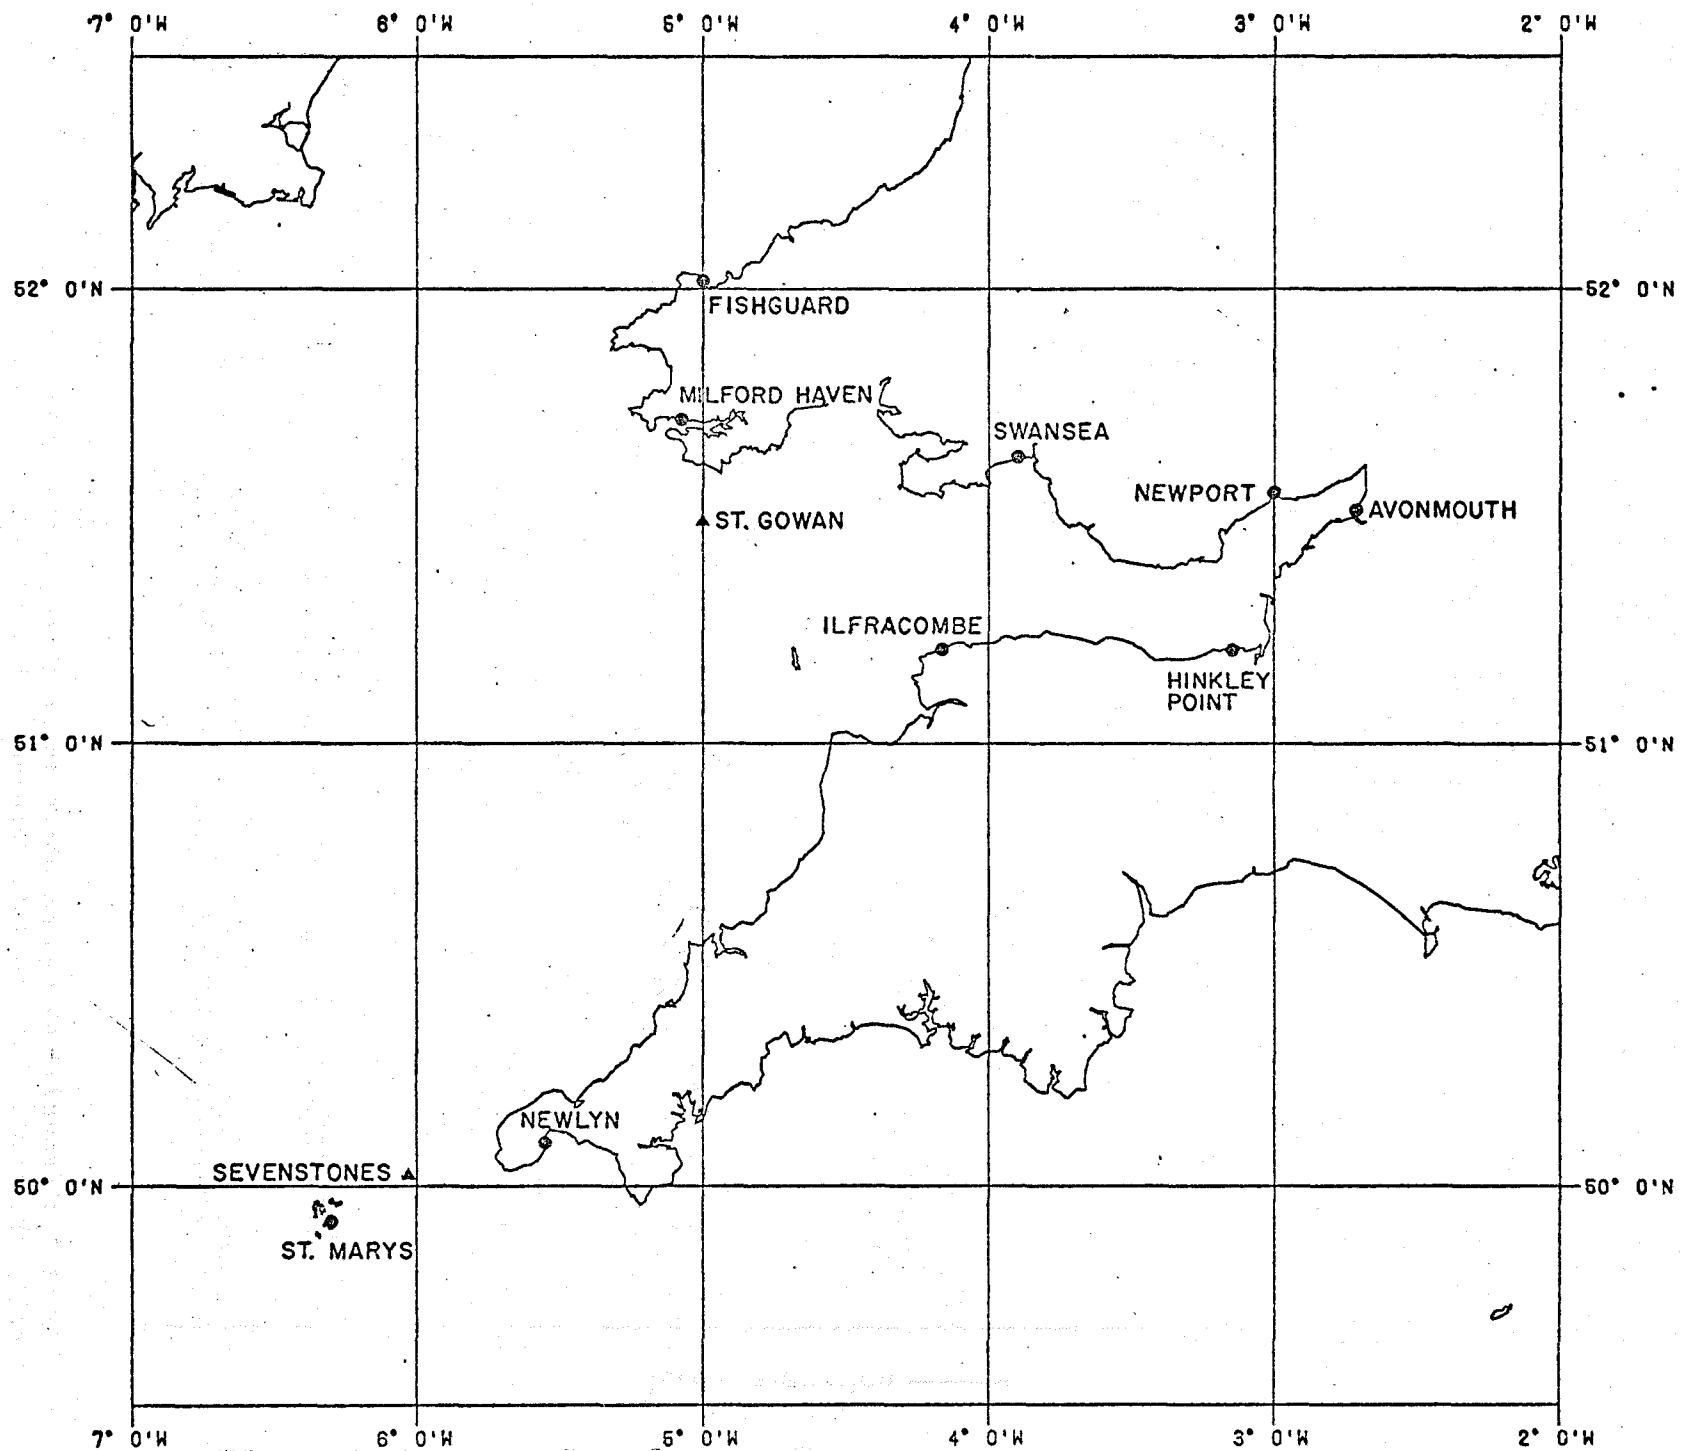 7° 0'W 6° 0'W 5° 0'W 4° 0'W 3° 0'W 2° 0'W
52° 0'N 52° 0'N
FISHGUARD
MILFORD HAVEN
SWANSEA
NEWPORT
AVONMOUTH
ST. GOWAN
ILFRACOMBE
HINKLEY
POINT
51° 0'N 51° 0'N
NEWLYN
SEVENSTONES
50° 0'N 50° 0'N
ST. MARYS
7° 0'W 6° 0'W 5° 0'W 4° 0'W 3° 0'W 2° 0'W